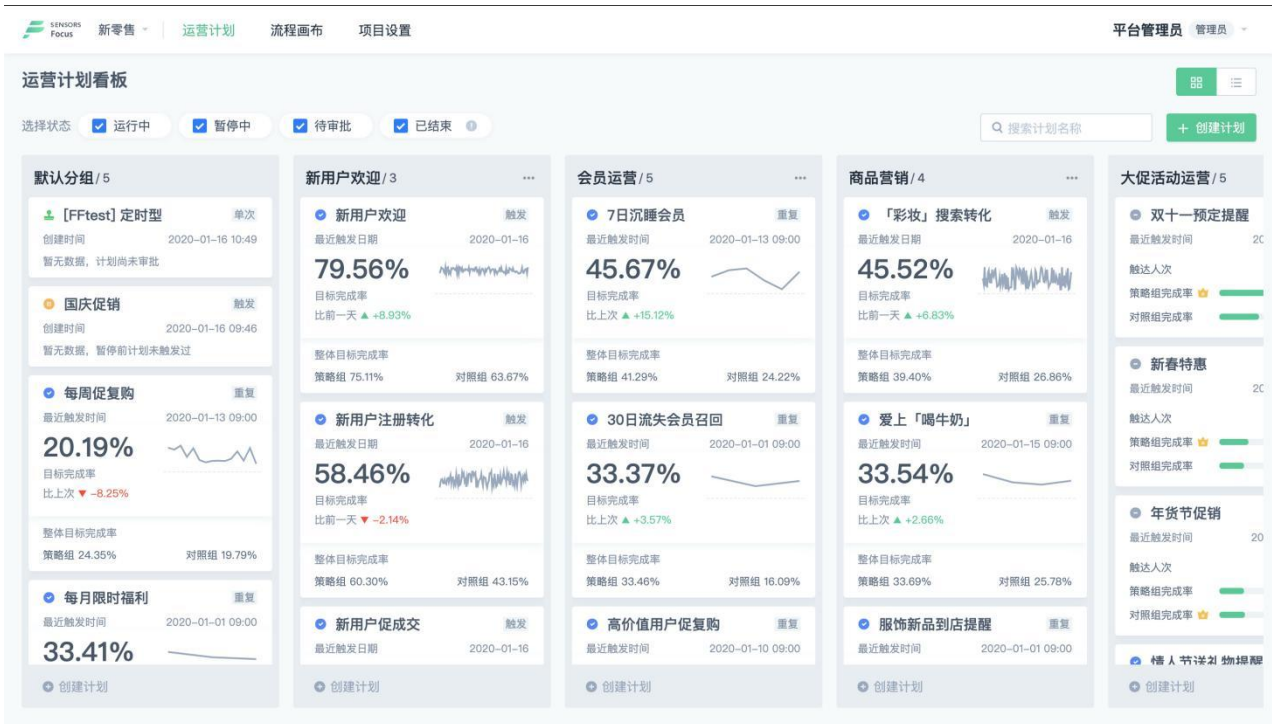 SENSORS
Focus
新零售
运营计划
流程画布
项目设置
平台管理员 管理员
运营计划看板
选择状态 运行中 暂停中 待审批 已结束
搜索计划名称
+ 创建计划
默认分组/ 5
[FFtest] 定时型 单次
创建时间 2020-01-16 10:49
暂无数据，计划尚未审批
国庆促销 触发
创建时间 2020-01-16 09:46
暂无数据，暂停前计划未触发过
每周促复购 重复
最近触发时间 2020-01-13 09:00
20.19%
目标完成率
比上次 ▼ -8.25%
整体目标完成率
策略组 24.35% 对照组 19.79%
每月限时福利 重复
最近触发时间 2020-01-01 09:00
33.41%
创建计划
新用户欢迎/ 3 ...
新用户欢迎 触发
最近触发日期 2020-01-16
79.56%
目标完成率
比前一天 ▲ +8.93%
整体目标完成率
策略组 75.11% 对照组 63.67%
新用户注册转化 触发
最近触发日期 2020-01-16
58.46%
目标完成率
比前一天 ▼ -2.14%
整体目标完成率
策略组 60.30% 对照组 43.15%
新用户促成交 触发
最近触发日期 2020-01-16
创建计划
会员运营/ 5 ...
7日沉睡会员 重复
最近触发时间 2020-01-13 09:00
45.67%
目标完成率
比上次 ▲ +15.12%
整体目标完成率
策略组 41.29% 对照组 24.22%
30日流失会员召回 重复
最近触发时间 2020-01-01 09:00
33.37%
目标完成率
比上次 ▲ +3.57%
整体目标完成率
策略组 33.46% 对照组 16.09%
高价值用户促复购 重复
最近触发时间 2020-01-10 09:00
创建计划
商品营销/ 4 ...
「彩妆」搜索转化 触发
最近触发日期 2020-01-16
45.52%
目标完成率
比前一天 ▲ +6.83%
整体目标完成率
策略组 39.40% 对照组 26.86%
爱上「喝牛奶」 重复
最近触发时间 2020-01-15 09:00
33.54%
目标完成率
比上次 ▲ +2.66%
整体目标完成率
策略组 33.69% 对照组 25.78%
服饰新品到店提醒 重复
最近触发时间 2020-01-01 09:00
创建计划
大促活动运营/ 5
双十一预定提醒
最近触发时间 20
触达人次
策略组完成率
对照组完成率
新春特惠
最近触发时间 20
触达人次
策略组完成率
对照组完成率
年货节促销
最近触发时间 20
触达人次
策略组完成率
对照组完成率
情人节送礼物提醒
创建计划